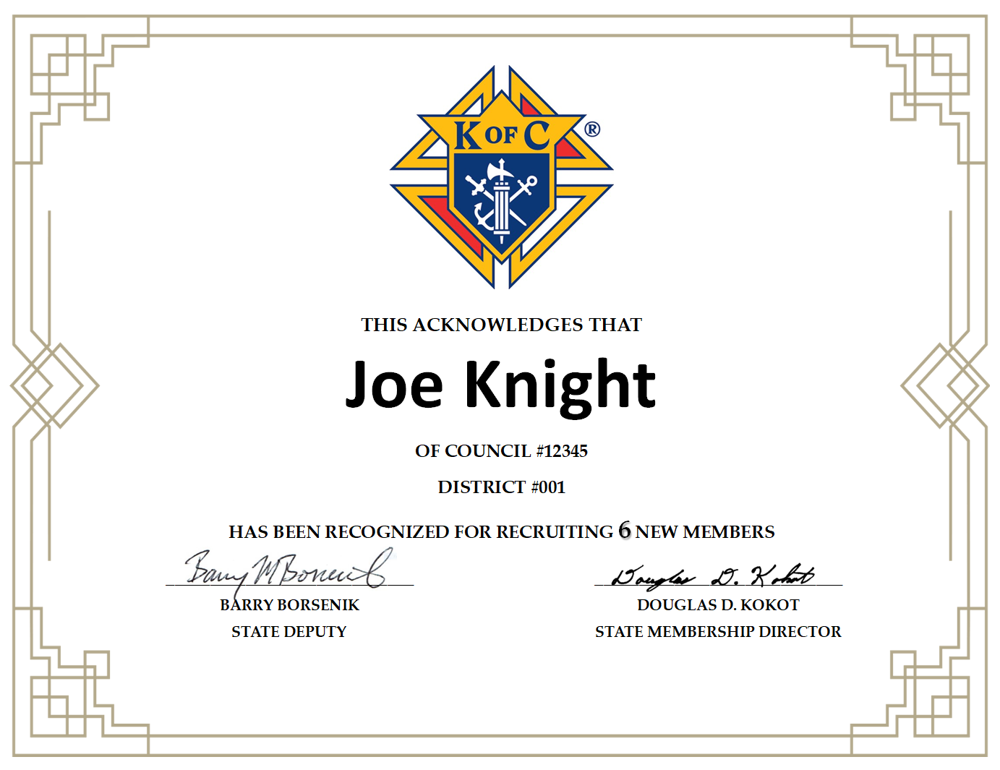 K OF C ®
THIS ACKNOWLEDGES THAT
Joe Knight
OF COUNCIL #12345
DISTRICT #001
HAS BEEN RECOGNIZED FOR RECRUITING 6 NEW MEMBERS
Barry M Borsenik Douglas D. Kokot
BARRY BORSENIK DOUGLAS D. KOKOT
STATE DEPUTY STATE MEMBERSHIP DIRECTOR